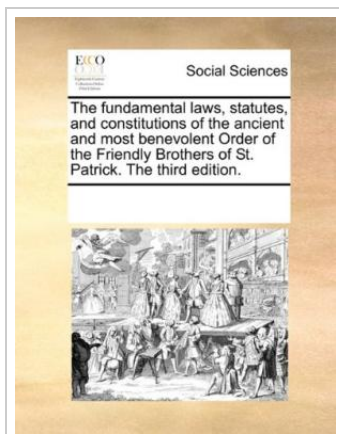 ECCO
Social Sciences
The fundamental laws, statutes,
and constitutions of the ancient
and most benevolent Order of
the Friendly Brothers of St.
Patrick. The third edition.